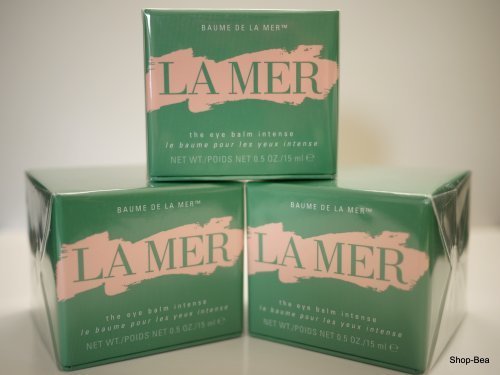 BAUME DE LA MER™
LA MER
the eye balm intense
le baume pour les yeux intense
NET WT./POIDS NET 0.5 OZ/15 ml ℮
BAUME DE LA MER™
LA MER
the eye balm intense
le baume pour les yeux intense
NET WT./POIDS NET 0.5 OZ/15 ml ℮
BAUME DE LA MER™
LA MER
the eye balm intense
le baume pour les yeux intense
NET WT./POIDS NET 0.5 OZ/15 ml ℮
Shop-Bea